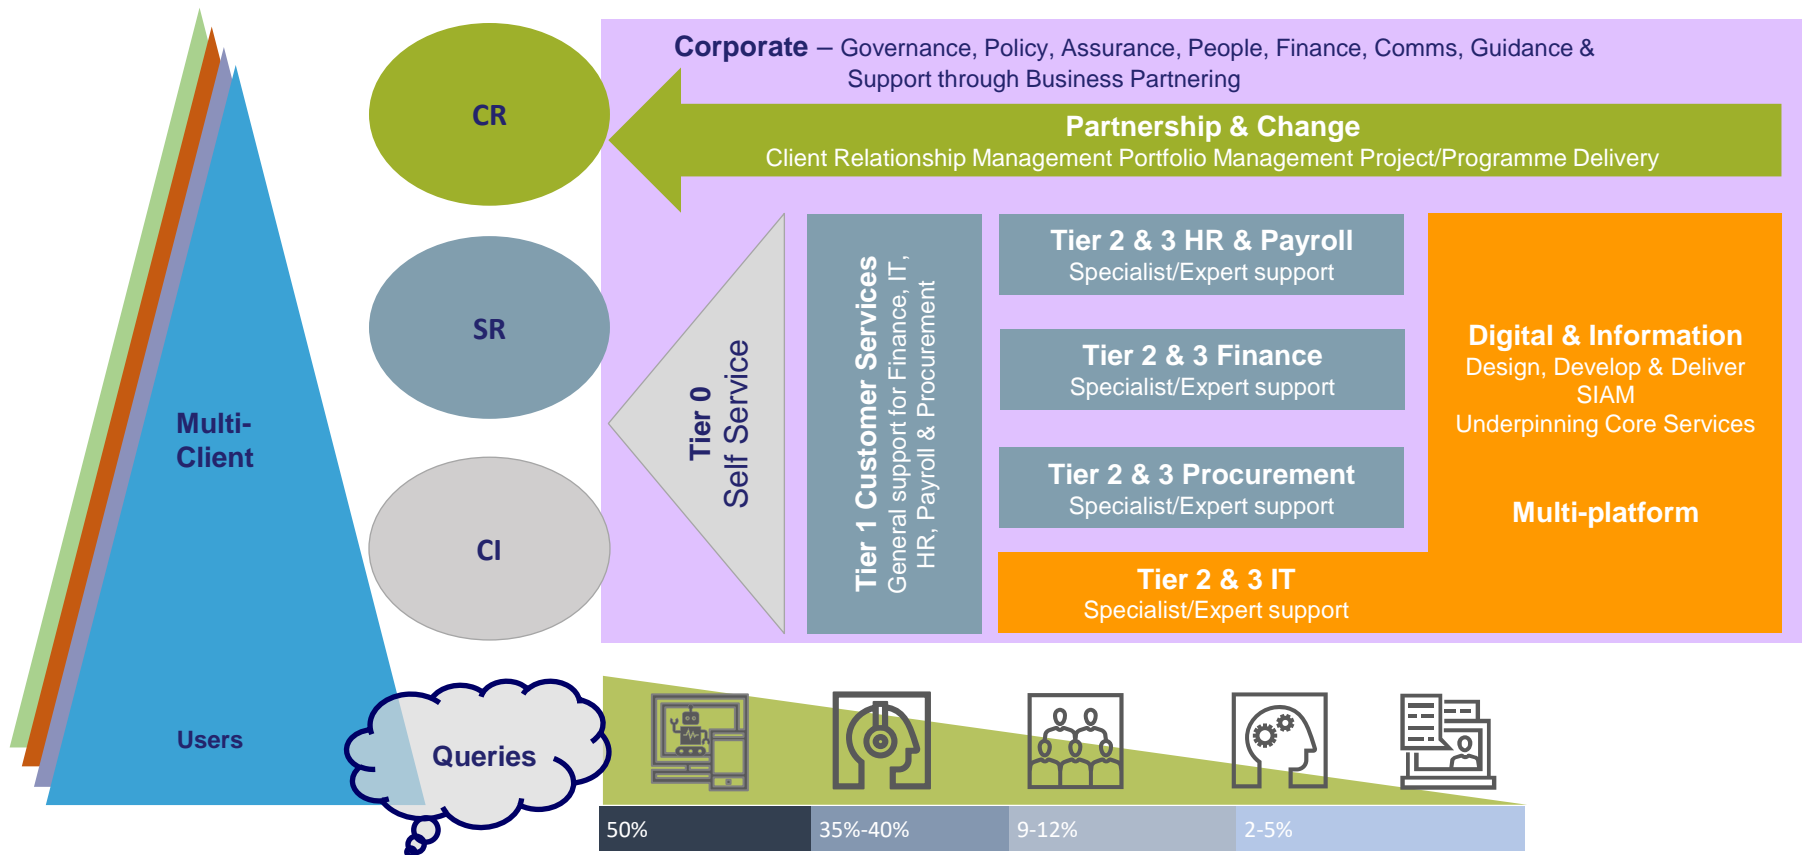 Corporate – Governance, Policy, Assurance, People, Finance, Comms, Guidance &
Support through Business Partnering
CR
Partnership & Change
Client Relationship Management Portfolio Management Project/Programme Delivery
SR
CI
Multi-
Client
Users
Queries
Tier 0
Self Service
Tier 1 Customer Services
General support for Finance, IT,
HR, Payroll & Procurement
Tier 2 & 3 HR & Payroll
Specialist/Expert support
Tier 2 & 3 Finance
Specialist/Expert support
Tier 2 & 3 Procurement
Specialist/Expert support
Tier 2 & 3 IT
Specialist/Expert support
Digital & Information
Design, Develop & Deliver
SIAM
Underpinning Core Services
Multi-platform
50%
35%-40%
9-12%
2-5%